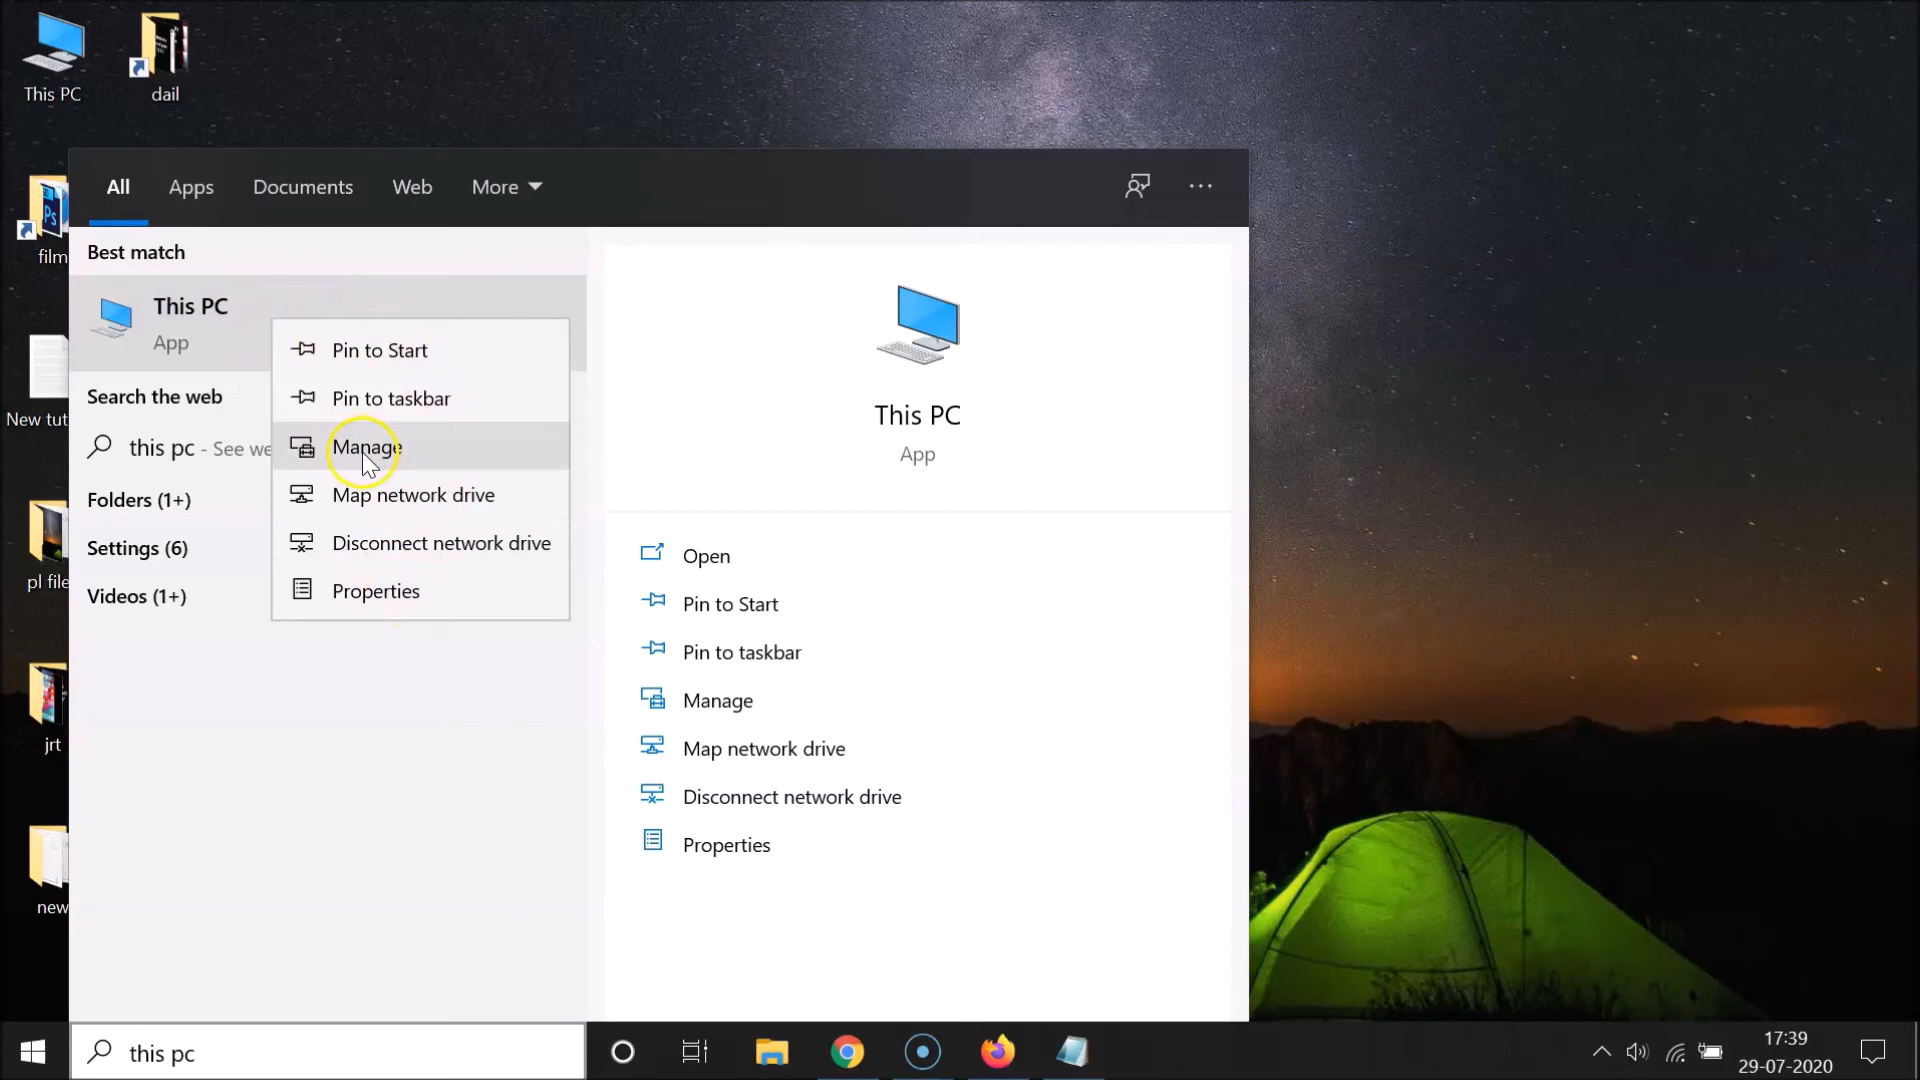 This PC
dail
film
New tut
pl file
jrt
new
All
Apps
Documents
Web
More
Best match
This PC
App
Search the web
this pc - See we
Folders (1+)
Settings (6)
Videos (1+)
Pin to Start
Pin to taskbar
Manage
Map network drive
Disconnect network drive
Properties
This PC
App
Open
Pin to Start
Pin to taskbar
Manage
Map network drive
Disconnect network drive
Properties
this pc
17:39
29-07-2020
Ps